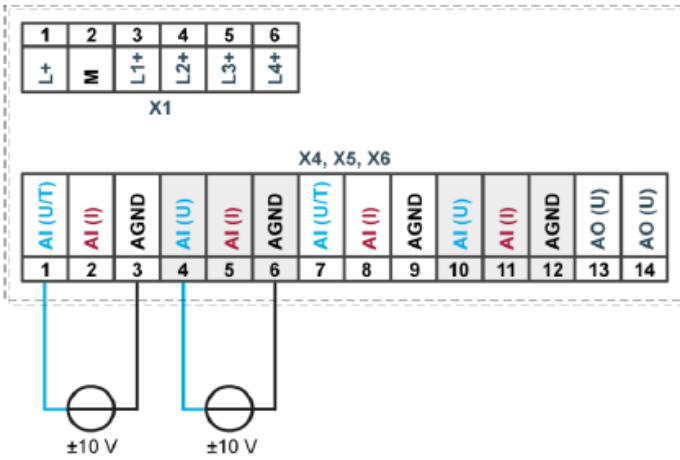 1 2 3 4 5 6
L+ M L1+ L2+ L3+ L4+
X1
X4, X5, X6
AI (U/T) AI (I) AGND AI (U) AI (I) AGND AI (U/T) AI (I) AGND AI (U) AI (I) AGND AO (U) AO (U)
1 2 3 4 5 6 7 8 9 10 11 12 13 14
±10 V ±10 V